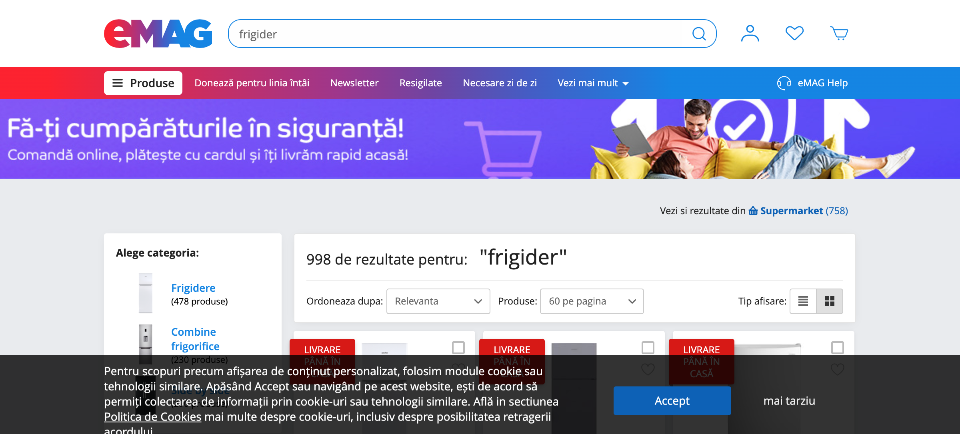 eMAG
frigider
Produse
Donează pentru linia întâi
Newsletter
Resigilate
Necesare zi de zi
Vezi mai mult
eMAG Help
Fă-ți cumpărăturile în siguranță!
Comandă online, plătește cu cardul și îți livrăm rapid acasă!
Vezi si rezultate din Supermarket (758)
Alege categoria:
Frigidere
(478 produse)
Combine
frigorifice
(230 produse)
998 de rezultate pentru: "frigider"
Ordoneaza dupa: Relevanta
Produse: 60 pe pagina
Tip afisare:
LIVRARE
PÂNĂ ÎN
LIVRARE
PÂNĂ ÎN
LIVRARE
PÂNĂ ÎN
CASĂ
Pentru scopuri precum afișarea de conținut personalizat, folosim module cookie sau
tehnologii similare. Apăsând Accept sau navigând pe acest website, ești de acord să
permiți colectarea de informații prin cookie-uri sau tehnologii similare. Află in sectiunea
Politica de Cookies mai multe despre cookie-uri, inclusiv despre posibilitatea retragerii
acordului.
Accept
mai tarziu